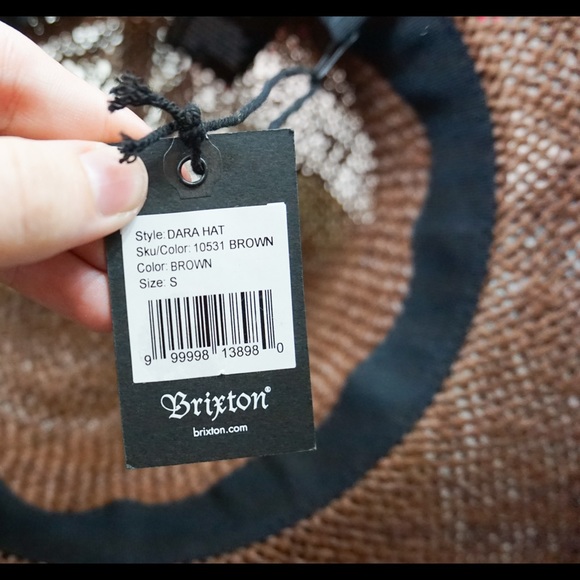 Style: DARA HAT
Sku/Color: 10531 BROWN
Color: BROWN
Size: S
9 99998 13898 0
Brixton®
brixton.com